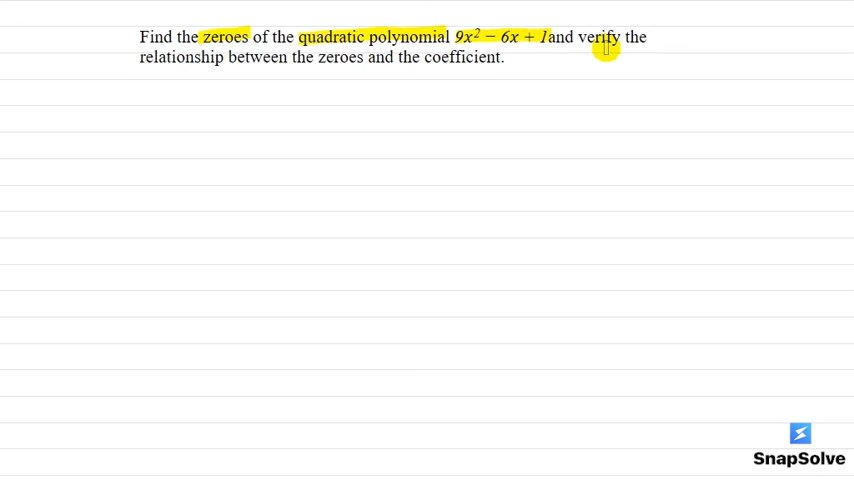 Find the zeroes of the quadratic polynomial 9x² − 6x + 1and verify the
relationship between the zeroes and the coefficient.
SnapSolve